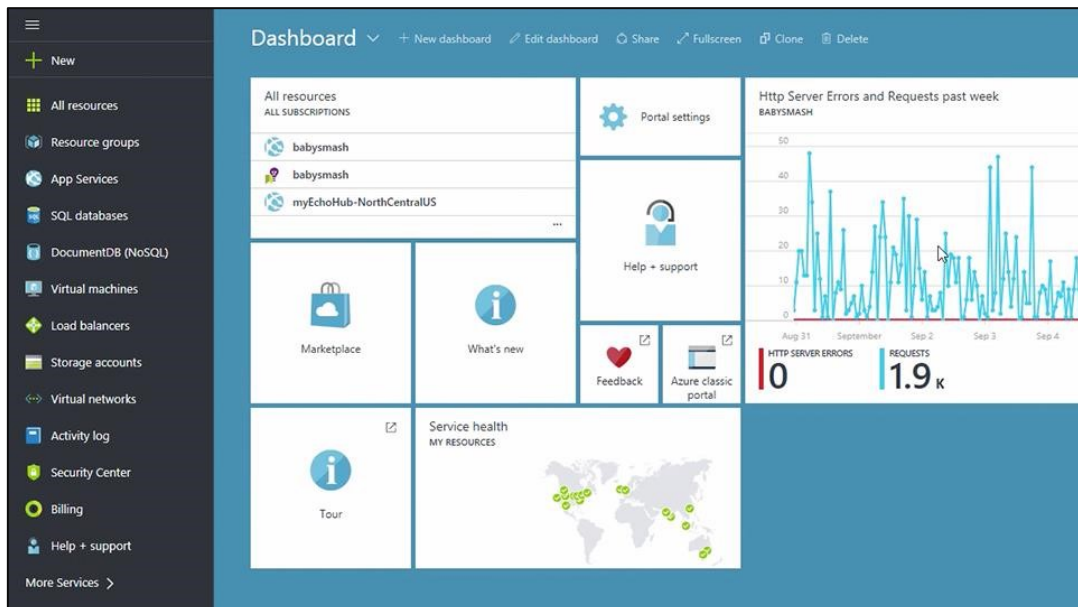 New
All resources
Resource groups
App Services
SQL databases
DocumentDB (NoSQL)
Virtual machines
Load balancers
Storage accounts
Virtual networks
Activity log
Security Center
Billing
Help + support
More Services
Dashboard
New dashboard
Edit dashboard
Share
Fullscreen
Clone
Delete
All resources
ALL SUBSCRIPTIONS
babysmash
babysmash
myEchoHub-NorthCentralUS
...
Marketplace
What's new
Tour
Portal settings
Help + support
Feedback
Azure classic
portal
Service health
MY RESOURCES
Http Server Errors and Requests past week
BABYSMASH
50
40
30
20
10
0
Aug 31 September Sep 2 Sep 3 Sep 4
HTTP SERVER ERRORS
0
REQUESTS
1.9 K